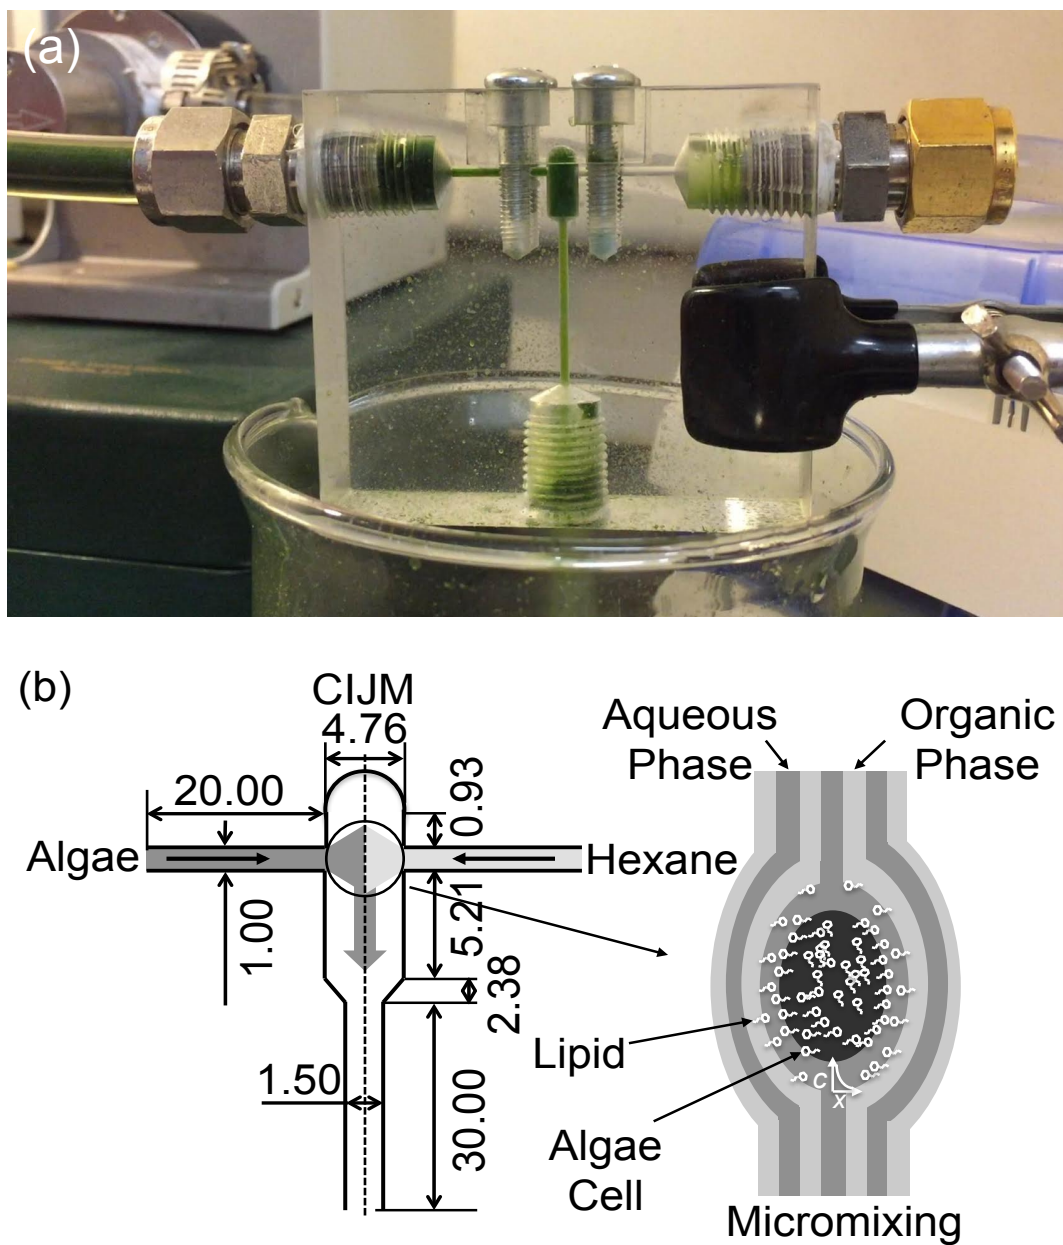 (a)
(b)
CIJM
4.76
20.00
0.93
Algae
Hexane
1.00
5.21
2.38
1.50
30.00
Aqueous
Phase
Organic
Phase
Lipid
Algae
Cell
C
x
Micromixing